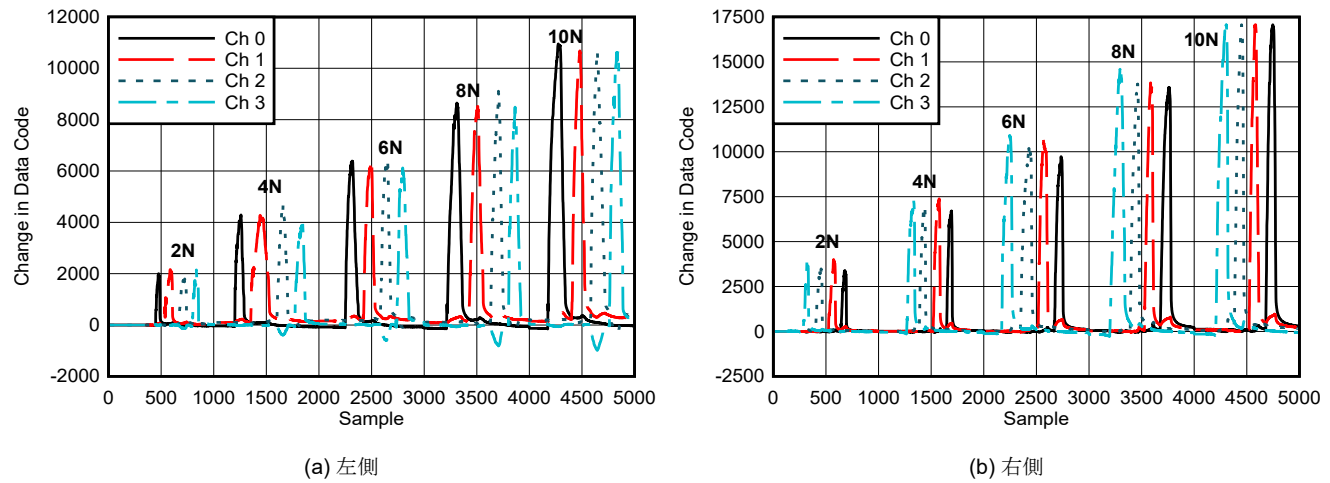 12000
10000
8000
6000
4000
2000
0
-2000
Change in Data Code
Ch 0
Ch 1
Ch 2
Ch 3
2N
4N
6N
8N
10N
0 500 1000 1500 2000 2500 3000 3500 4000 4500 5000
Sample
(a) 左側
17500
15000
12500
10000
7500
5000
2500
0
-2500
Change in Data Code
Ch 0
Ch 1
Ch 2
Ch 3
2N
4N
6N
8N
10N
0 500 1000 1500 2000 2500 3000 3500 4000 4500 5000
Sample
(b) 右側